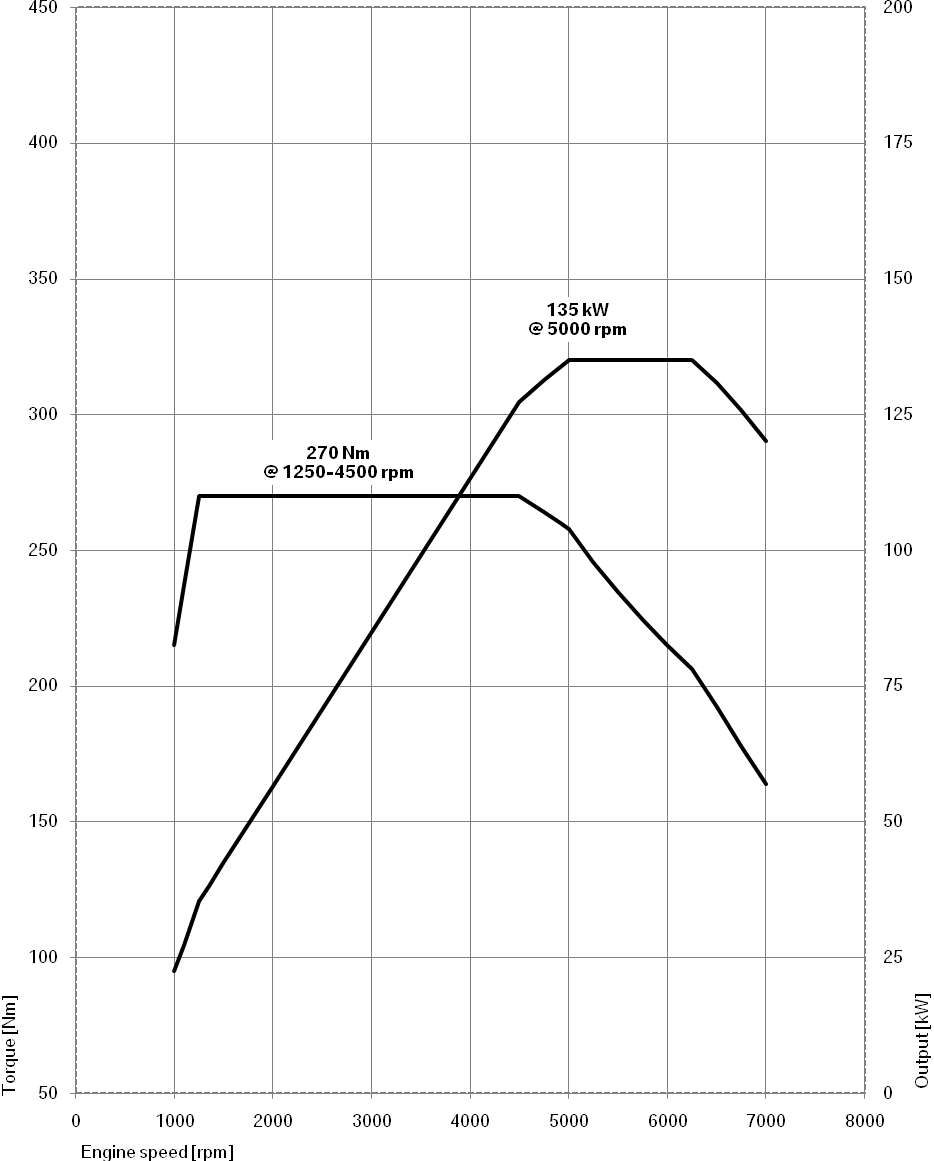 450
200
400
175
350
150
135 kW
@ 5000 rpm
300
125
270 Nm
@ 1250-4500 rpm
250
100
200
75
150
50
100
25
Torque [Nm]
Output [kW]
50
0
0 1000 2000 3000 4000 5000 6000 7000 8000
Engine speed [rpm]